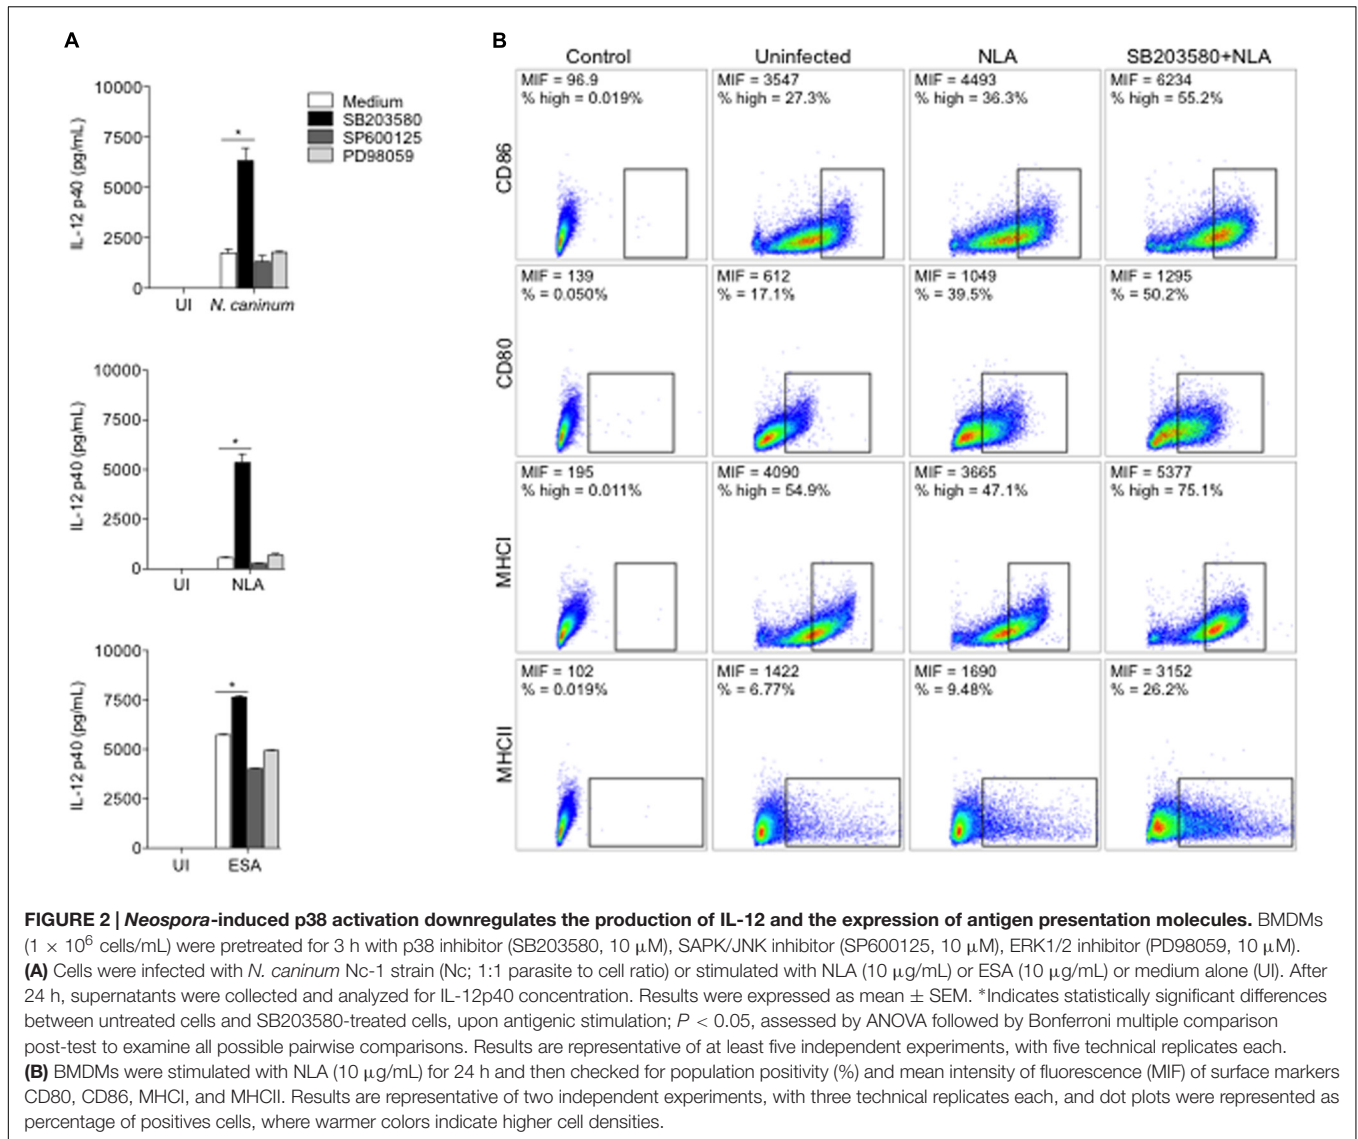 A
10000
7500
5000
2500
0
IL-12 p40 (pg/mL)
*
UI N. caninum
Medium
SB203580
SP600125
PD98059
10000
7500
5000
2500
0
IL-12 p40 (pg/mL)
*
UI NLA
10000
7500
5000
2500
0
IL-12 p40 (pg/mL)
*
UI ESA
B
Control Uninfected NLA SB203580+NLA
CD86
MIF = 96.9
% high = 0.019%
MIF = 3547
% high = 27.3%
MIF = 4493
% high = 36.3%
MIF = 6234
% high = 55.2%
CD80
MIF = 139
% = 0.050%
MIF = 612
% = 17.1%
MIF = 1049
% = 39.5%
MIF = 1295
% = 50.2%
MHCI
MIF = 195
% high = 0.011%
MIF = 4090
% high = 54.9%
MIF = 3665
% high = 47.1%
MIF = 5377
% high = 75.1%
MHCII
MIF = 102
% = 0.019%
MIF = 1422
% = 6.77%
MIF = 1690
% = 9.48%
MIF = 3152
% = 26.2%
FIGURE 2 | Neospora-induced p38 activation downregulates the production of IL-12 and the expression of antigen presentation molecules. BMDMs
(1 × 10⁶ cells/mL) were pretreated for 3 h with p38 inhibitor (SB203580, 10 μM), SAPK/JNK inhibitor (SP600125, 10 μM), ERK1/2 inhibitor (PD98059, 10 μM).
(A) Cells were infected with N. caninum Nc-1 strain (Nc; 1:1 parasite to cell ratio) or stimulated with NLA (10 μg/mL) or ESA (10 μg/mL) or medium alone (UI). After
24 h, supernatants were collected and analyzed for IL-12p40 concentration. Results were expressed as mean ± SEM. *Indicates statistically significant differences
between untreated cells and SB203580-treated cells, upon antigenic stimulation; P < 0.05, assessed by ANOVA followed by Bonferroni multiple comparison
post-test to examine all possible pairwise comparisons. Results are representative of at least five independent experiments, with five technical replicates each.
(B) BMDMs were stimulated with NLA (10 μg/mL) for 24 h and then checked for population positivity (%) and mean intensity of fluorescence (MIF) of surface markers
CD80, CD86, MHCI, and MHCII. Results are representative of two independent experiments, with three technical replicates each, and dot plots were represented as
percentage of positives cells, where warmer colors indicate higher cell densities.